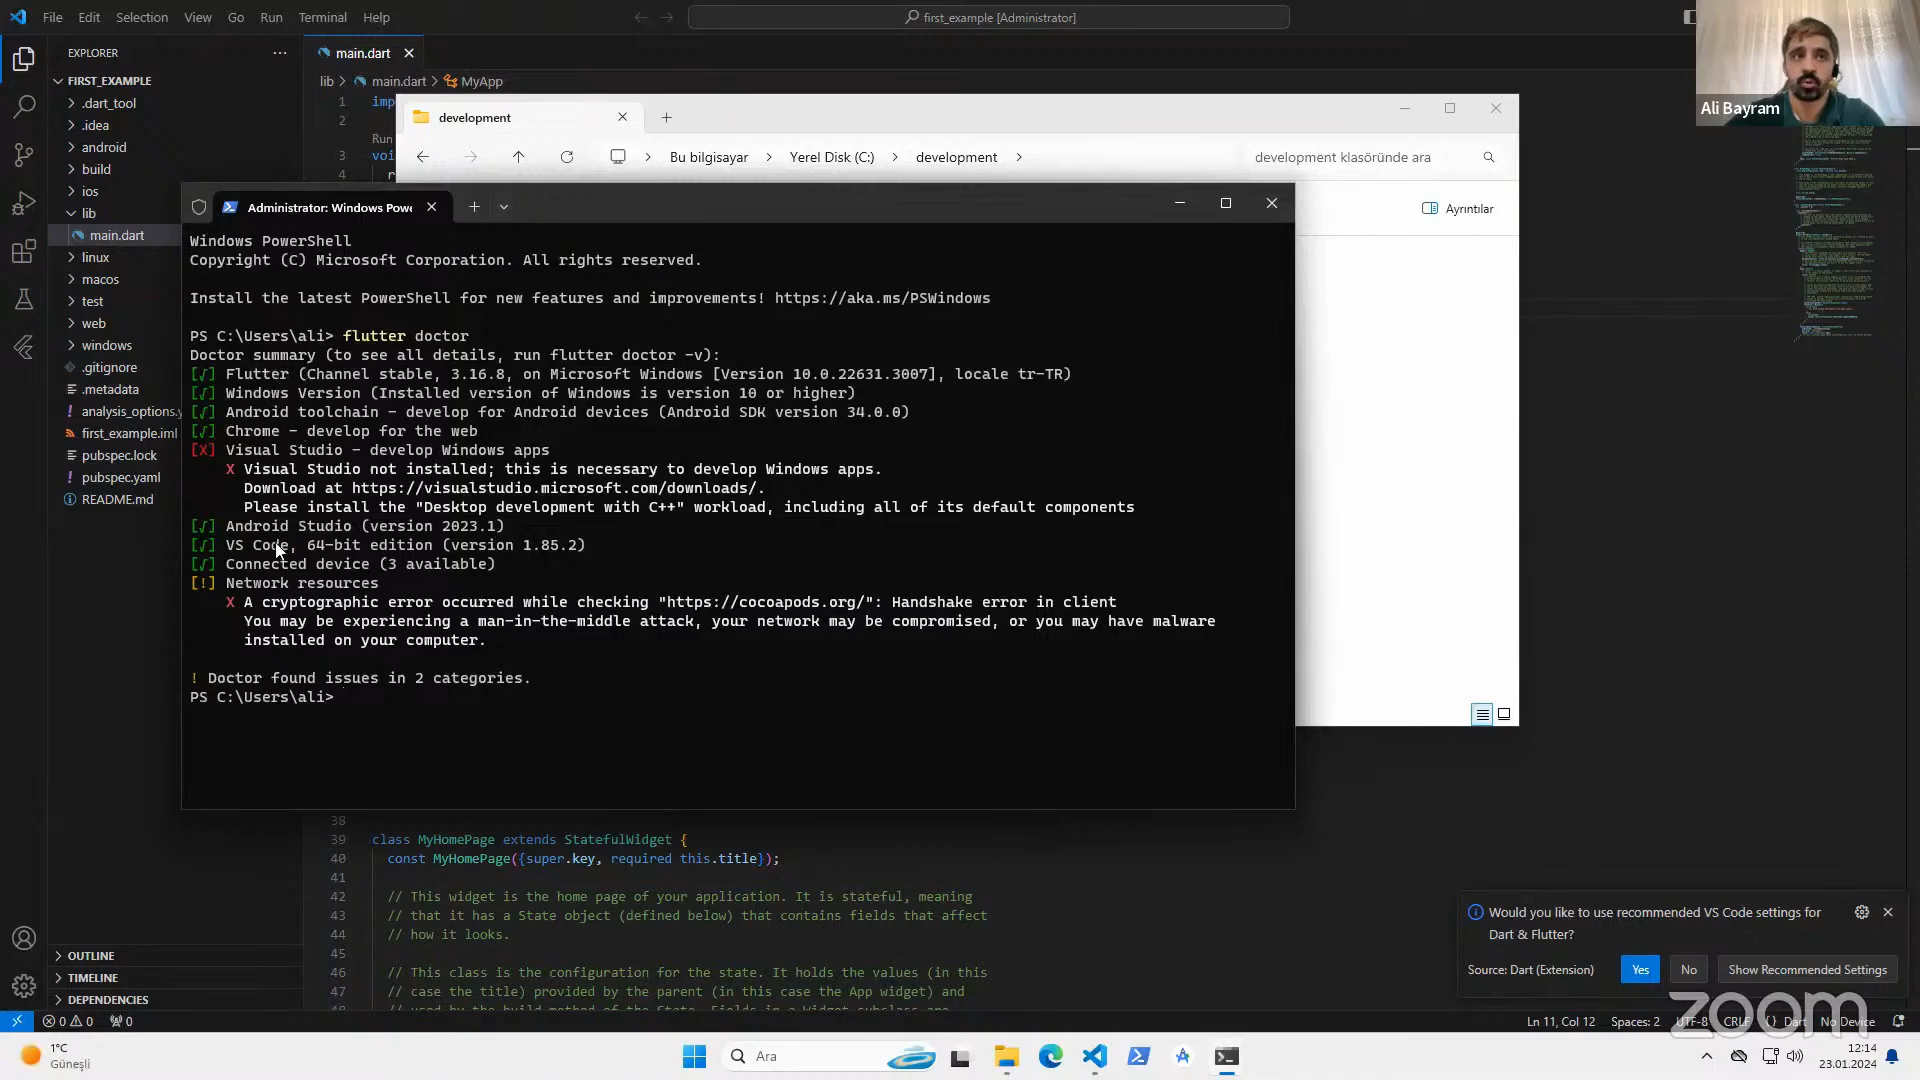 File Edit Selection View Go Run Terminal Help
first_example [Administrator]
EXPLORER
FIRST_EXAMPLE
.dart_tool
.idea
android
build
ios
lib
main.dart
linux
macos
test
web
windows
.gitignore
.metadata
analysis_options.y
first_example.iml
pubspec.lock
pubspec.yaml
README.md
OUTLINE
TIMELINE
DEPENDENCIES
main.dart
lib > main.dart > MyApp
1 imp
2
Run
3 voi
4 r
development
Bu bilgisayar > Yerel Disk (C:) > development >
development klasöründe ara
Ayrıntılar
Ali Bayram
Administrator: Windows Powe
Windows PowerShell
Copyright (C) Microsoft Corporation. All rights reserved.
Install the latest PowerShell for new features and improvements! https://aka.ms/PSWindows
PS C:\Users\ali> flutter doctor
Doctor summary (to see all details, run flutter doctor -v):
[√] Flutter (Channel stable, 3.16.8, on Microsoft Windows [Version 10.0.22631.3007], locale tr-TR)
[√] Windows Version (Installed version of Windows is version 10 or higher)
[√] Android toolchain - develop for Android devices (Android SDK version 34.0.0)
[√] Chrome - develop for the web
[X] Visual Studio - develop Windows apps
X Visual Studio not installed; this is necessary to develop Windows apps.
Download at https://visualstudio.microsoft.com/downloads/.
Please install the "Desktop development with C++" workload, including all of its default components
[√] Android Studio (version 2023.1)
[√] VS Code, 64-bit edition (version 1.85.2)
[√] Connected device (3 available)
[!] Network resources
X A cryptographic error occurred while checking "https://cocoapods.org/": Handshake error in client
You may be experiencing a man-in-the-middle attack, your network may be compromised, or you may have malware
installed on your computer.
! Doctor found issues in 2 categories.
PS C:\Users\ali>
38
39 class MyHomePage extends StatefulWidget {
40 const MyHomePage({super.key, required this.title});
41
42 // This widget is the home page of your application. It is stateful, meaning
43 // that it has a State object (defined below) that contains fields that affect
44 // how it looks.
45
46 // This class is the configuration for the state. It holds the values (in this
47 // case the title) provided by the parent (in this case the App widget) and
Would you like to use recommended VS Code settings for
Dart & Flutter?
Source: Dart (Extension) Yes No Show Recommended Settings
zoom
0 0 0
Ln 11, Col 12 Spaces: 2 UTF-8 CRLF {} Dart No Device
1°C
Güneşli
Ara
12:14
23.01.2024